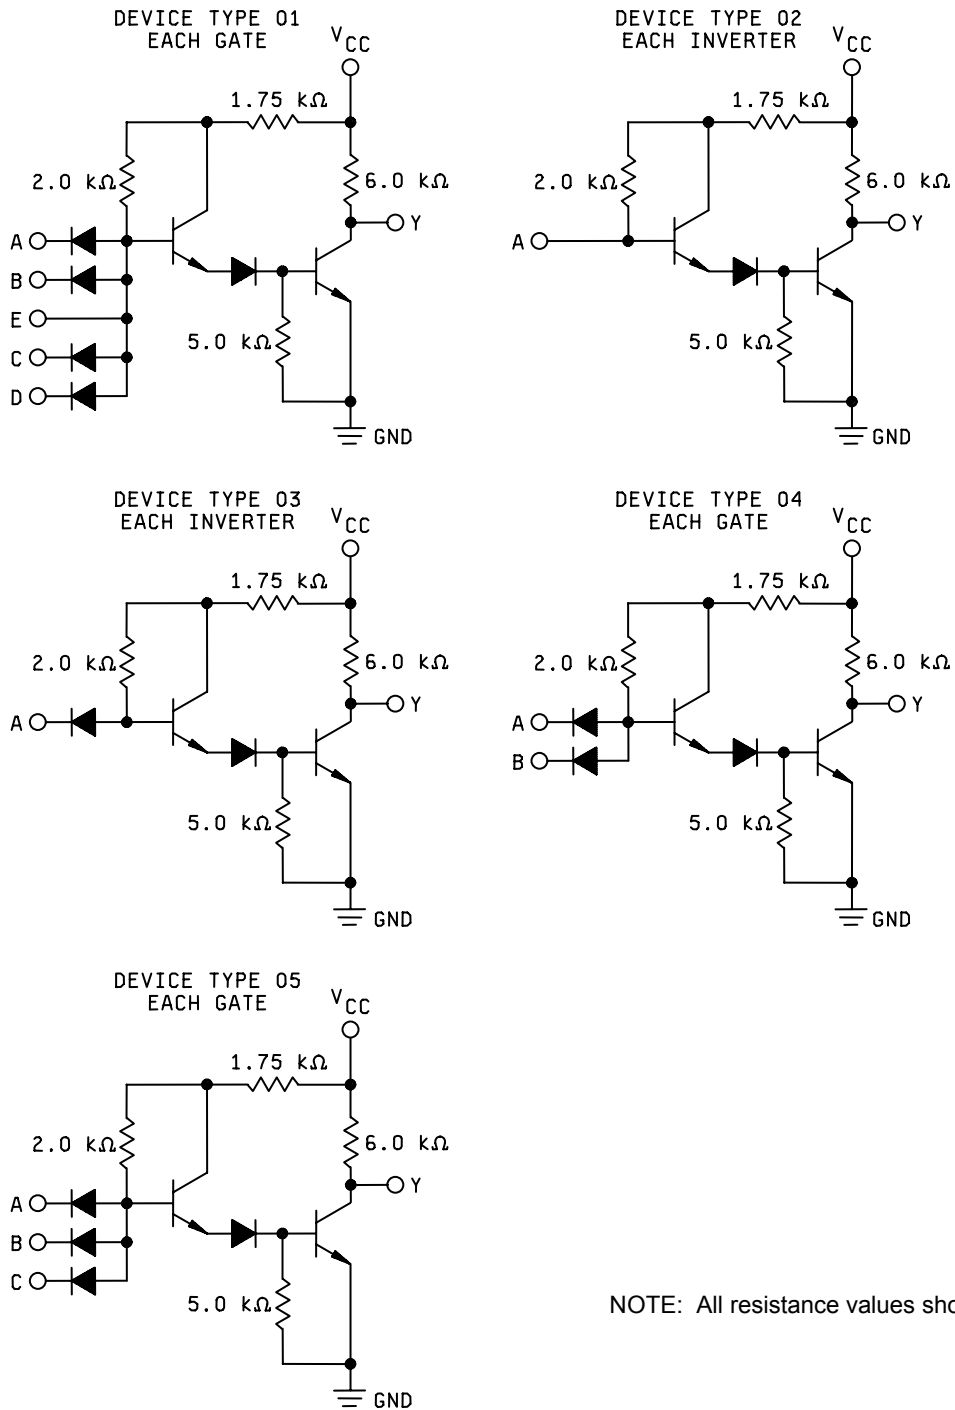 DEVICE TYPE 01
EACH GATE
VCC
1.75 kΩ
2.0 kΩ
6.0 kΩ
Y
A
B
E
C
D
5.0 kΩ
GND
DEVICE TYPE 02
EACH INVERTER
VCC
1.75 kΩ
2.0 kΩ
6.0 kΩ
Y
A
5.0 kΩ
GND
DEVICE TYPE 03
EACH INVERTER
VCC
1.75 kΩ
2.0 kΩ
6.0 kΩ
Y
A
5.0 kΩ
GND
DEVICE TYPE 04
EACH GATE
VCC
1.75 kΩ
2.0 kΩ
6.0 kΩ
Y
A
B
5.0 kΩ
GND
DEVICE TYPE 05
EACH GATE
VCC
1.75 kΩ
2.0 kΩ
6.0 kΩ
Y
A
B
C
5.0 kΩ
GND
NOTE: All resistance values